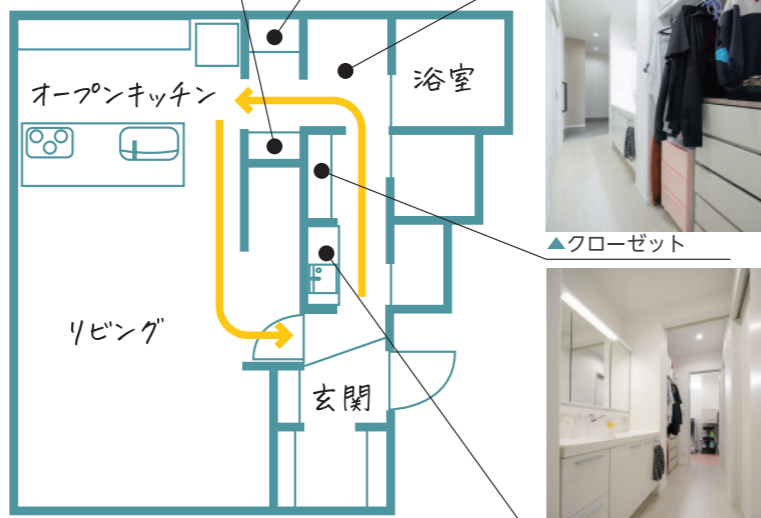 オープンキッチン
浴室
▲クローゼット
リビング
玄関